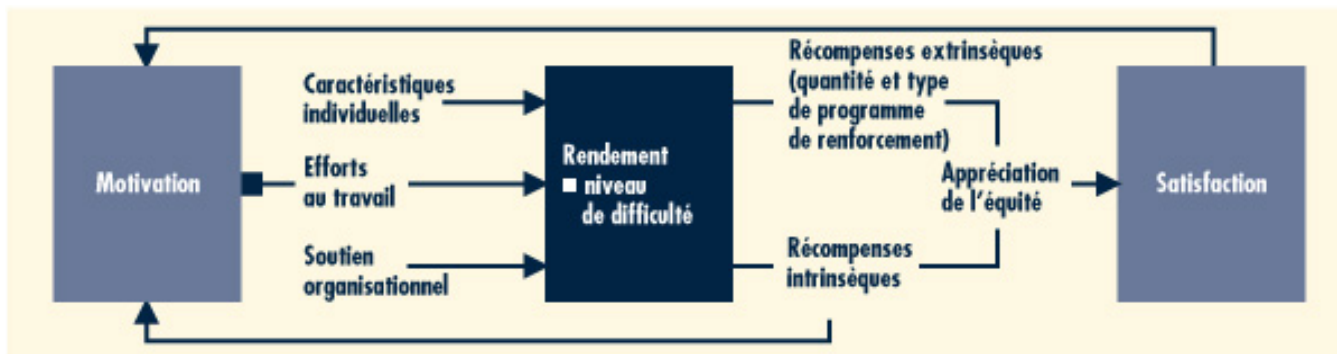 Motivation
Caractéristiques
individuelles
Efforts
au travail
Soutien
organisationnel
Rendement
■ niveau
de difficulté
Récompenses extrinsèques
(quantité et type
de programme
de renforcement)
Récompenses
intrinsèques
Appréciation
de l'équité
Satisfaction